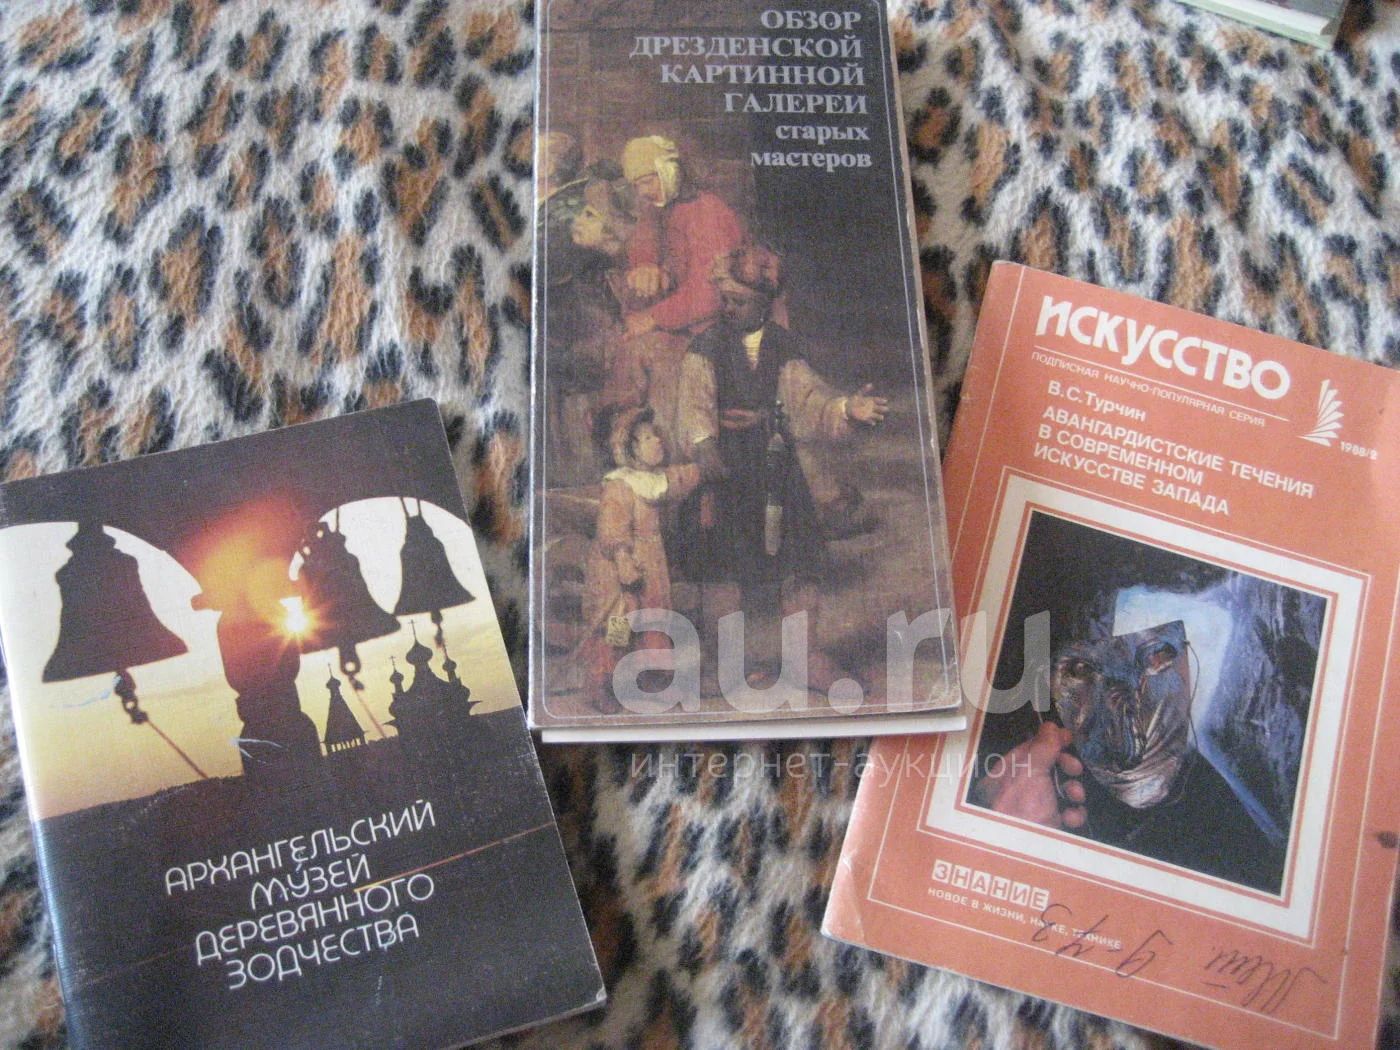 ОБЗОР
ДРЕЗДЕНСКОЙ
КАРТИННОЙ
ГАЛЕРЕИ
старых
мастеров
АРХАНГЕЛЬСКИЙ
МУЗЕЙ
ДЕРЕВЯННОГО
ЗОДЧЕСТВА
ИСКУССТВО
ПОДПИСНАЯ НАУЧНО-ПОПУЛЯРНАЯ СЕРИЯ
1988/2
В.С.Турчин
АВАНГАРДИСТСКИЕ ТЕЧЕНИЯ
В СОВРЕМЕННОМ
ИСКУССТВЕ ЗАПАДА
ЗНАНИЕ
НОВОЕ В ЖИЗНИ, НАУКЕ, ТЕХНИКЕ
au.ru
интернет-аукцион